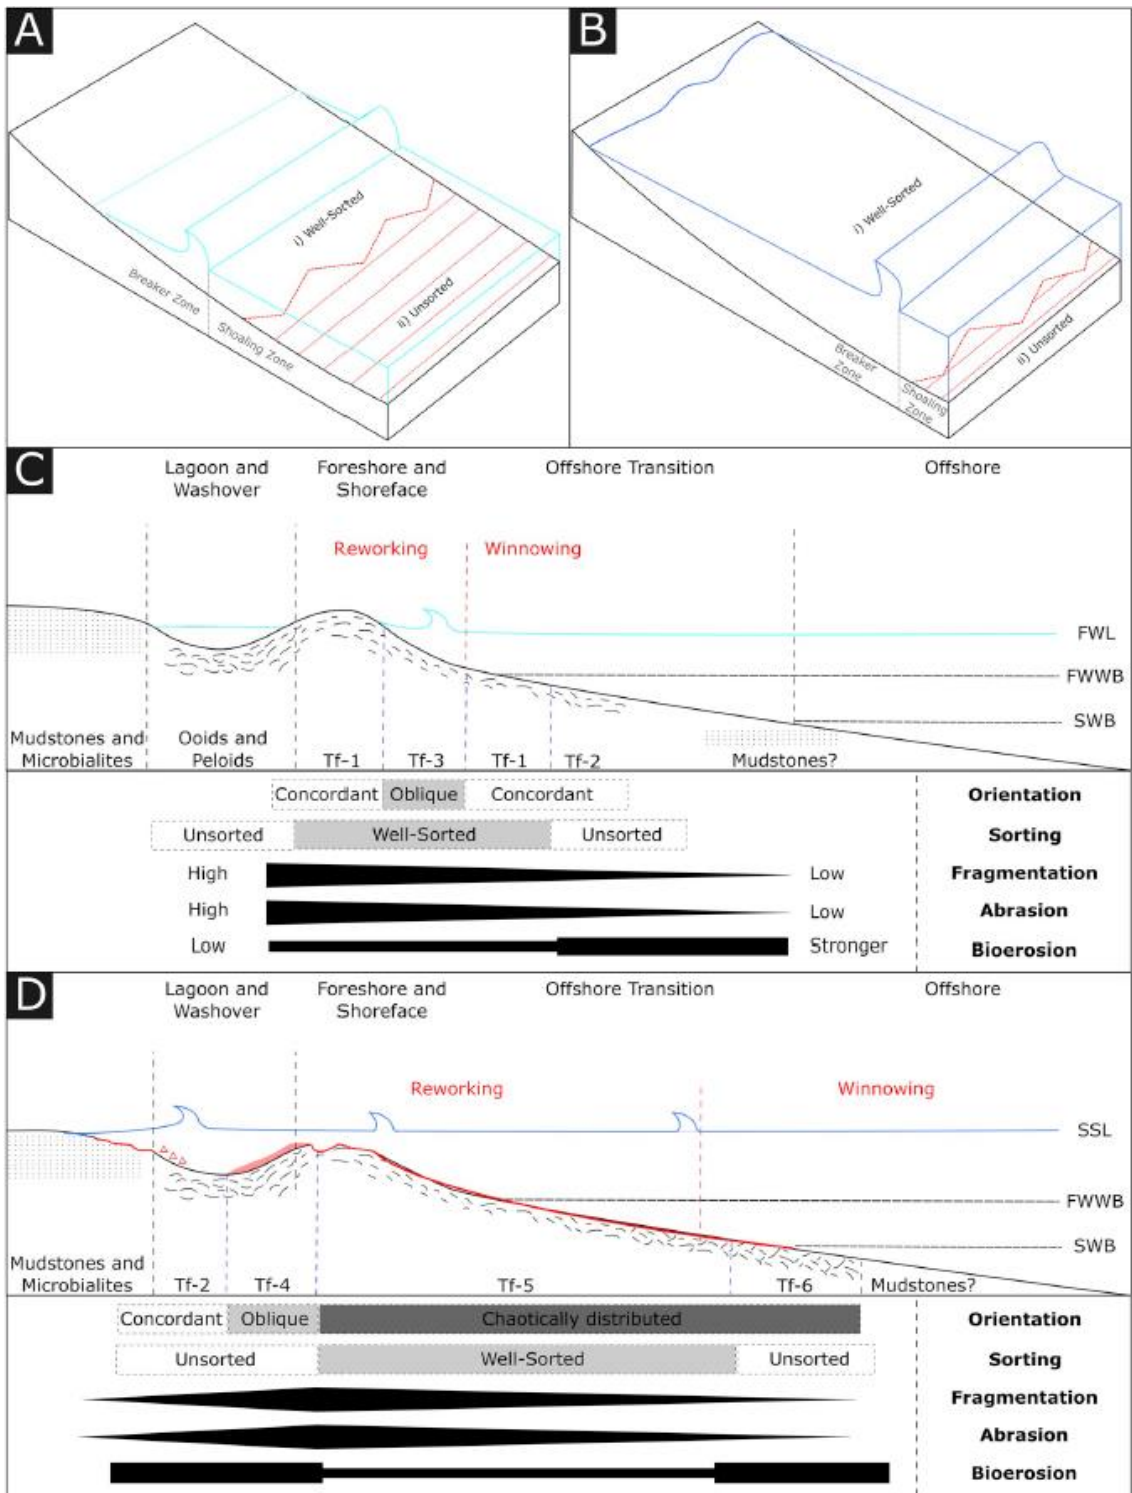 A
B
i) Well-Sorted
ii) Unsorted
Breaker Zone
Shoaling Zone
i) Well-Sorted
ii) Unsorted
Breaker
Zone
Shoaling
Zone
C
Lagoon and
Washover
Foreshore and
Shoreface
Offshore Transition
Offshore
Reworking
Winnowing
FWL
FWWB
SWB
Mudstones and
Microbialites
Ooids and
Peloids
Tf-1
Tf-3
Tf-1
Tf-2
Mudstones?
Concordant
Oblique
Concordant
Orientation
Unsorted
Well-Sorted
Unsorted
Sorting
High
Low
Fragmentation
High
Low
Abrasion
Low
Stronger
Bioerosion
D
Lagoon and
Washover
Foreshore and
Shoreface
Offshore Transition
Offshore
Reworking
Winnowing
SSL
FWWB
SWB
Mudstones and
Microbialites
Tf-2
Tf-4
Tf-5
Tf-6
Mudstones?
Concordant
Oblique
Chaotically distributed
Orientation
Unsorted
Well-Sorted
Unsorted
Sorting
Fragmentation
Abrasion
Bioerosion